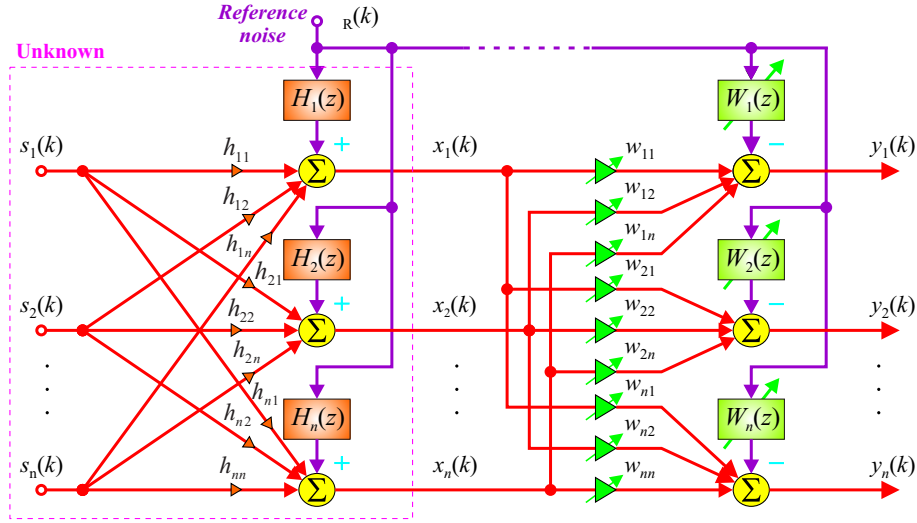 Reference noise
R(k)
Unknown
H1(z)
W1(z)
s1(k)
h11
+
x1(k)
w11
−
y1(k)
Σ
Σ
h12
w12
h1n
w1n
H2(z)
W2(z)
h21
w21
s2(k)
h22
+
x2(k)
w22
−
y2(k)
Σ
Σ
h2n
w2n
hn1
wn1
Hn(z)
Wn(z)
hn2
wn2
sn(k)
hnn
+
xn(k)
wnn
−
yn(k)
Σ
Σ